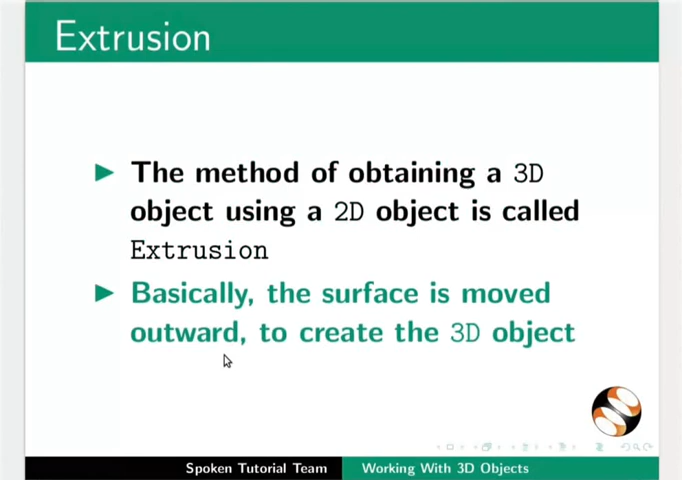 Extrusion
The method of obtaining a 3D
object using a 2D object is called
Extrusion
Basically, the surface is moved
outward, to create the 3D object
Spoken Tutorial Team
Working With 3D Objects